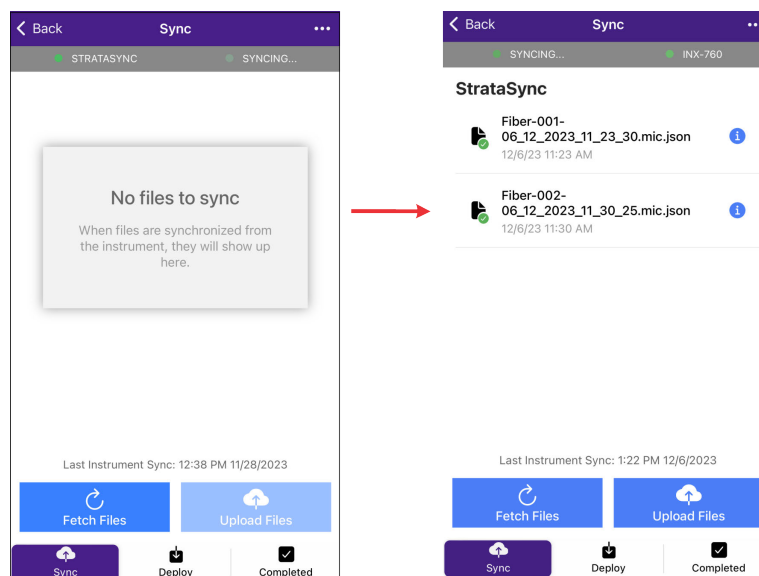 Back
Sync
STRATASYNC
SYNCING...
No files to sync
When files are synchronized from
the instrument, they will show up
here.
Last Instrument Sync: 12:38 PM 11/28/2023
Fetch Files
Upload Files
Sync
Deploy
Completed
Back
Sync
SYNCING...
INX-760
StrataSync
Fiber-001-
06_12_2023_11_23_30.mic.json
12/6/23 11:23 AM
Fiber-002-
06_12_2023_11_30_25.mic.json
12/6/23 11:30 AM
Last Instrument Sync: 1:22 PM 12/6/2023
Fetch Files
Upload Files
Sync
Deploy
Completed